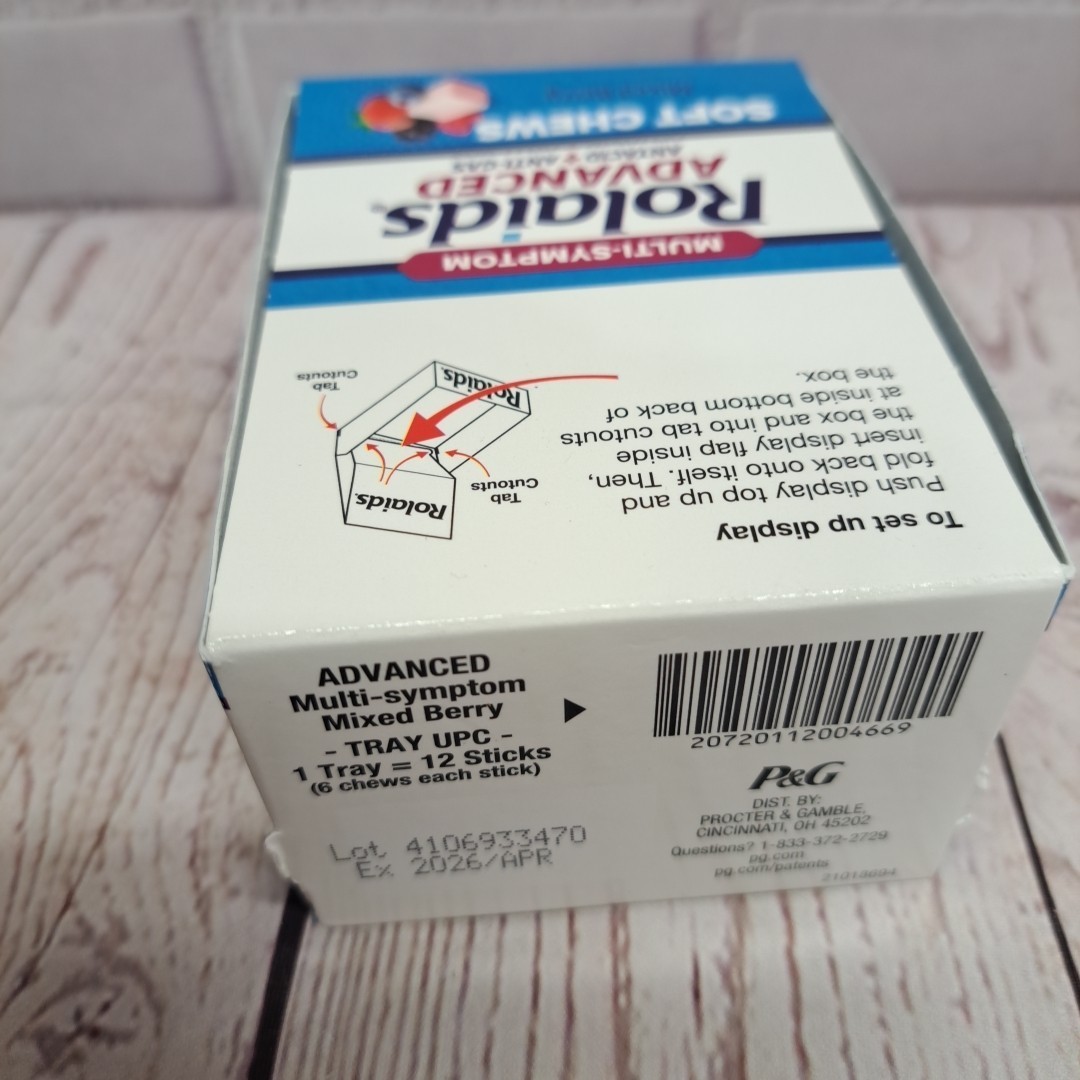 To set up display
Push display top up and
fold back onto itself. Then,
insert display flap inside
the box and into tab cutouts
at inside bottom back of
the box.
Rolaids.
Tab
Cutouts
Rolaids
Tab
Cutouts
MULTI-SYMPTOM
Rolaids®
ADVANCED
ANTACID + ANTI-GAS
SOFT CHEWS
ADVANCED
Multi-symptom
Mixed Berry
- TRAY UPC -
1 Tray = 12 Sticks
(6 chews each stick)
Lot 4106933470
Ex 2026/APR
20720112004669
P&G
DIST. BY:
PROCTER & GAMBLE,
CINCINNATI, OH 45202
Questions? 1-833-372-2729
pg.com
pg.com/patents